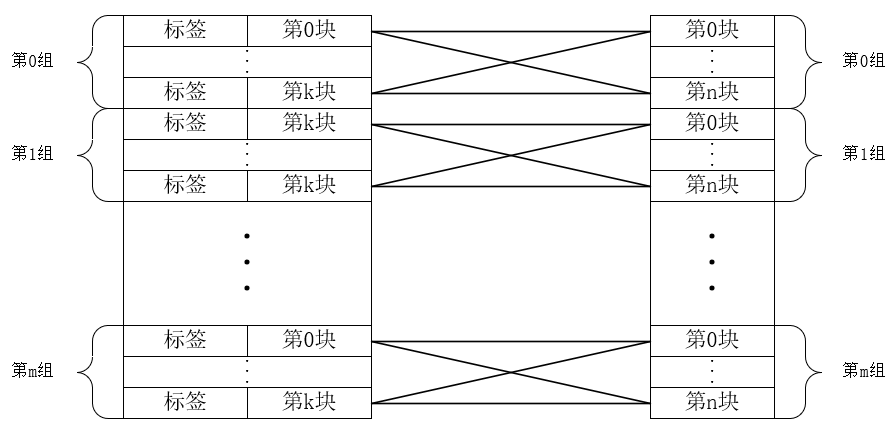 标签 第0块 第0块
第0组 ⋮ ⋮ 第0组
标签 第k块 第n块
标签 第k块 第0块
第1组 ⋮ ⋮ 第1组
标签 第k块 第n块
标签 第0块 第0块
第m组 ⋮ ⋮ 第m组
标签 第k块 第n块